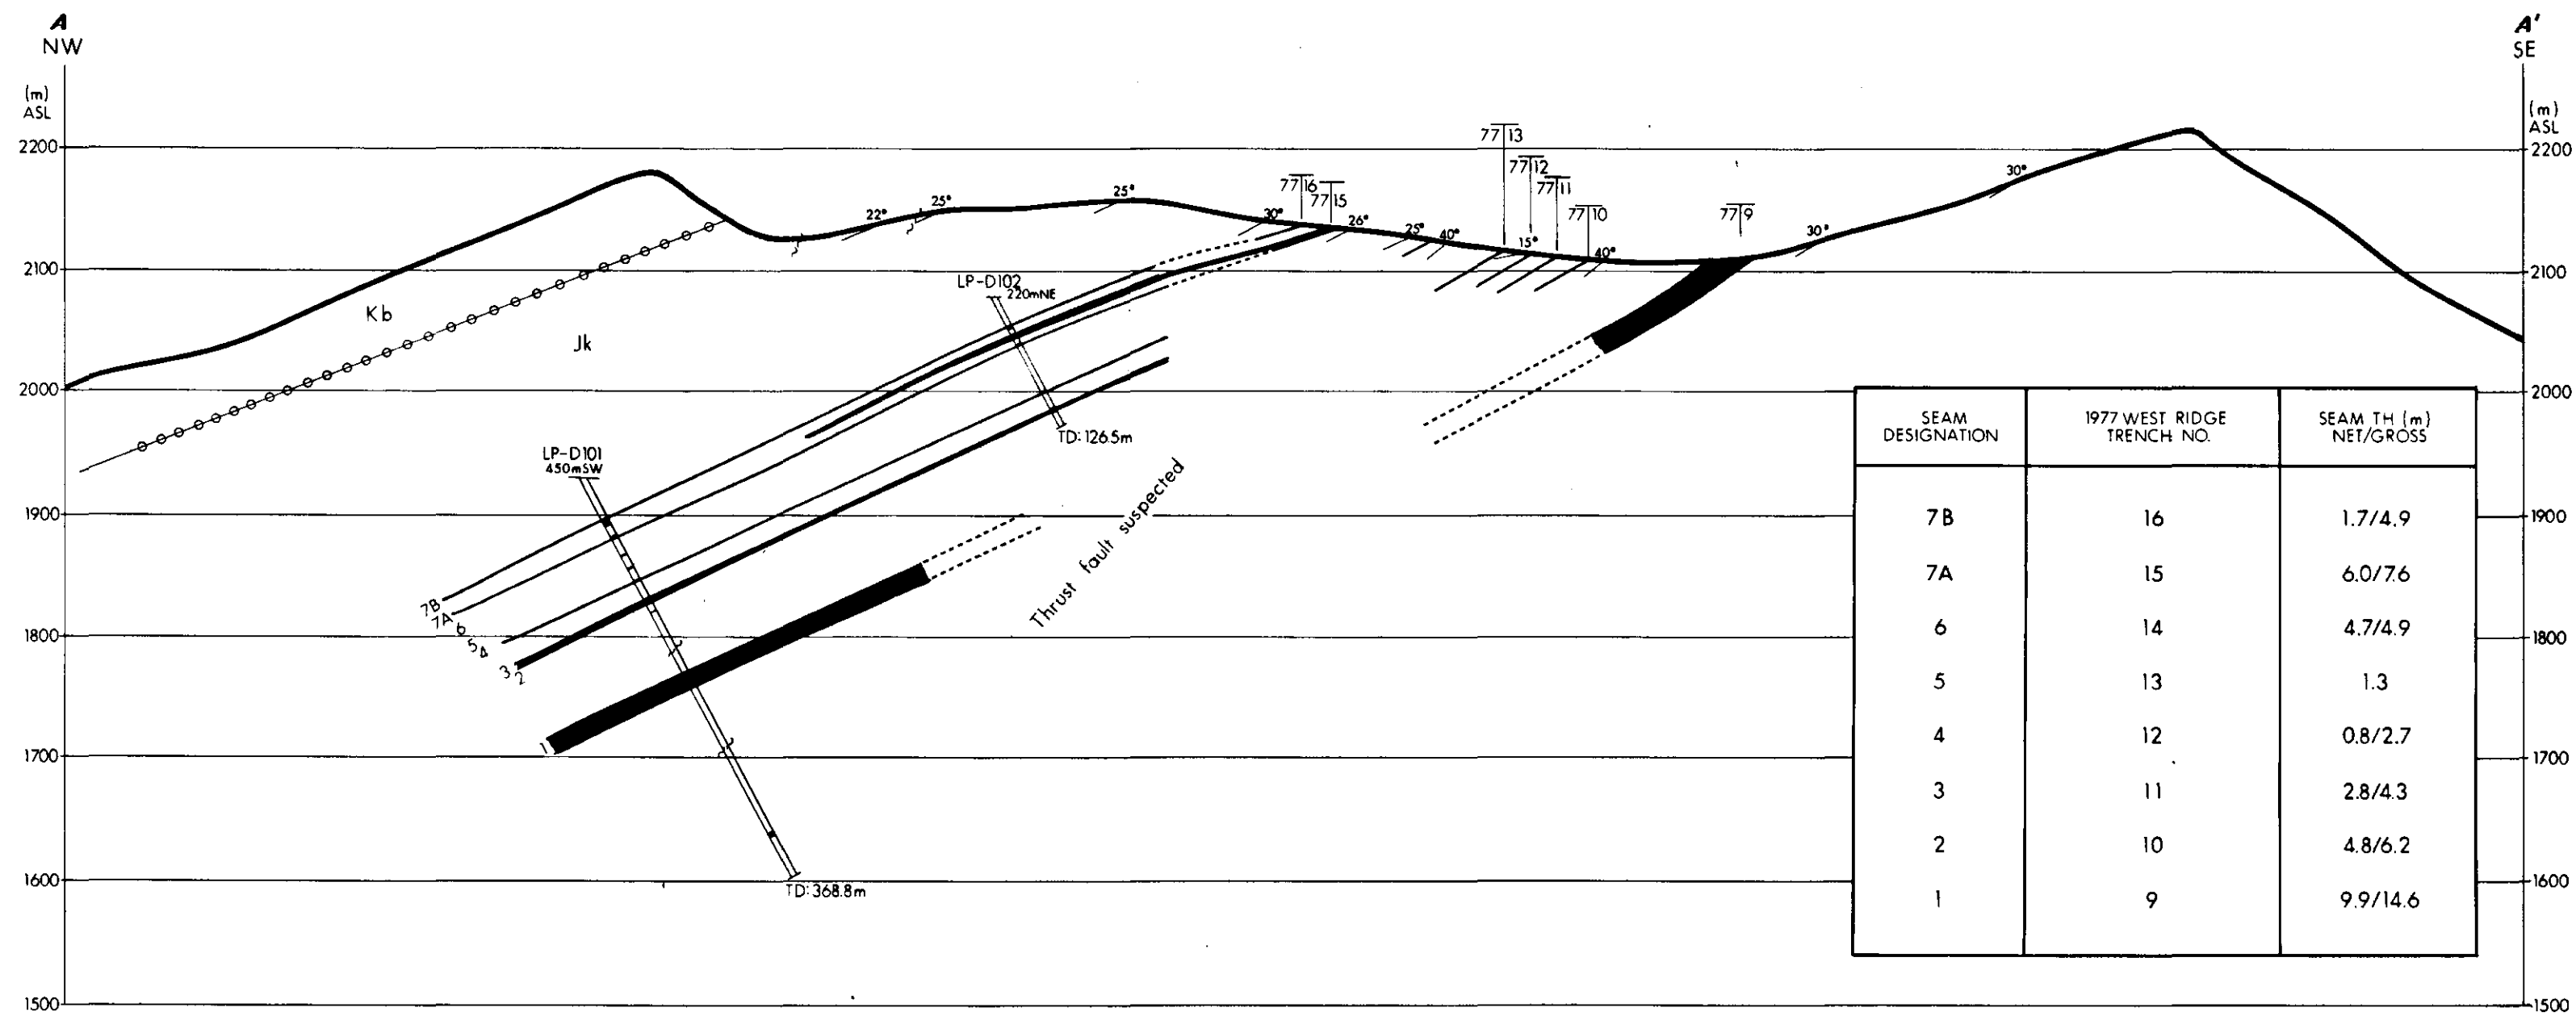 A
NW
A'
SE
(m)
ASL
(m)
ASL
2200
2200
2100
2100
2000
2000
1900
1900
1800
1800
1700
1700
1600
1600
1500
1500
22°
25°
25°
30°
77 16
77 15
26°
25°
40°
77 13
77 12
77 11
77 10
15°
40°
77 9
30°
30°
Kb
Jk
LP-D102
220mNE
TD: 126.5m
LP-D101
450mSW
TD: 368.8m
Thrust fault suspected
7B
7A 6
5 4
3 2
1
SEAM DESIGNATION
1977 WEST RIDGE TRENCH NO.
SEAM TH (m) NET/GROSS
7B 16 1.7/4.9
7A 15 6.0/7.6
6 14 4.7/4.9
5 13 1.3
4 12 0.8/2.7
3 11 2.8/4.3
2 10 4.8/6.2
1 9 9.9/14.6